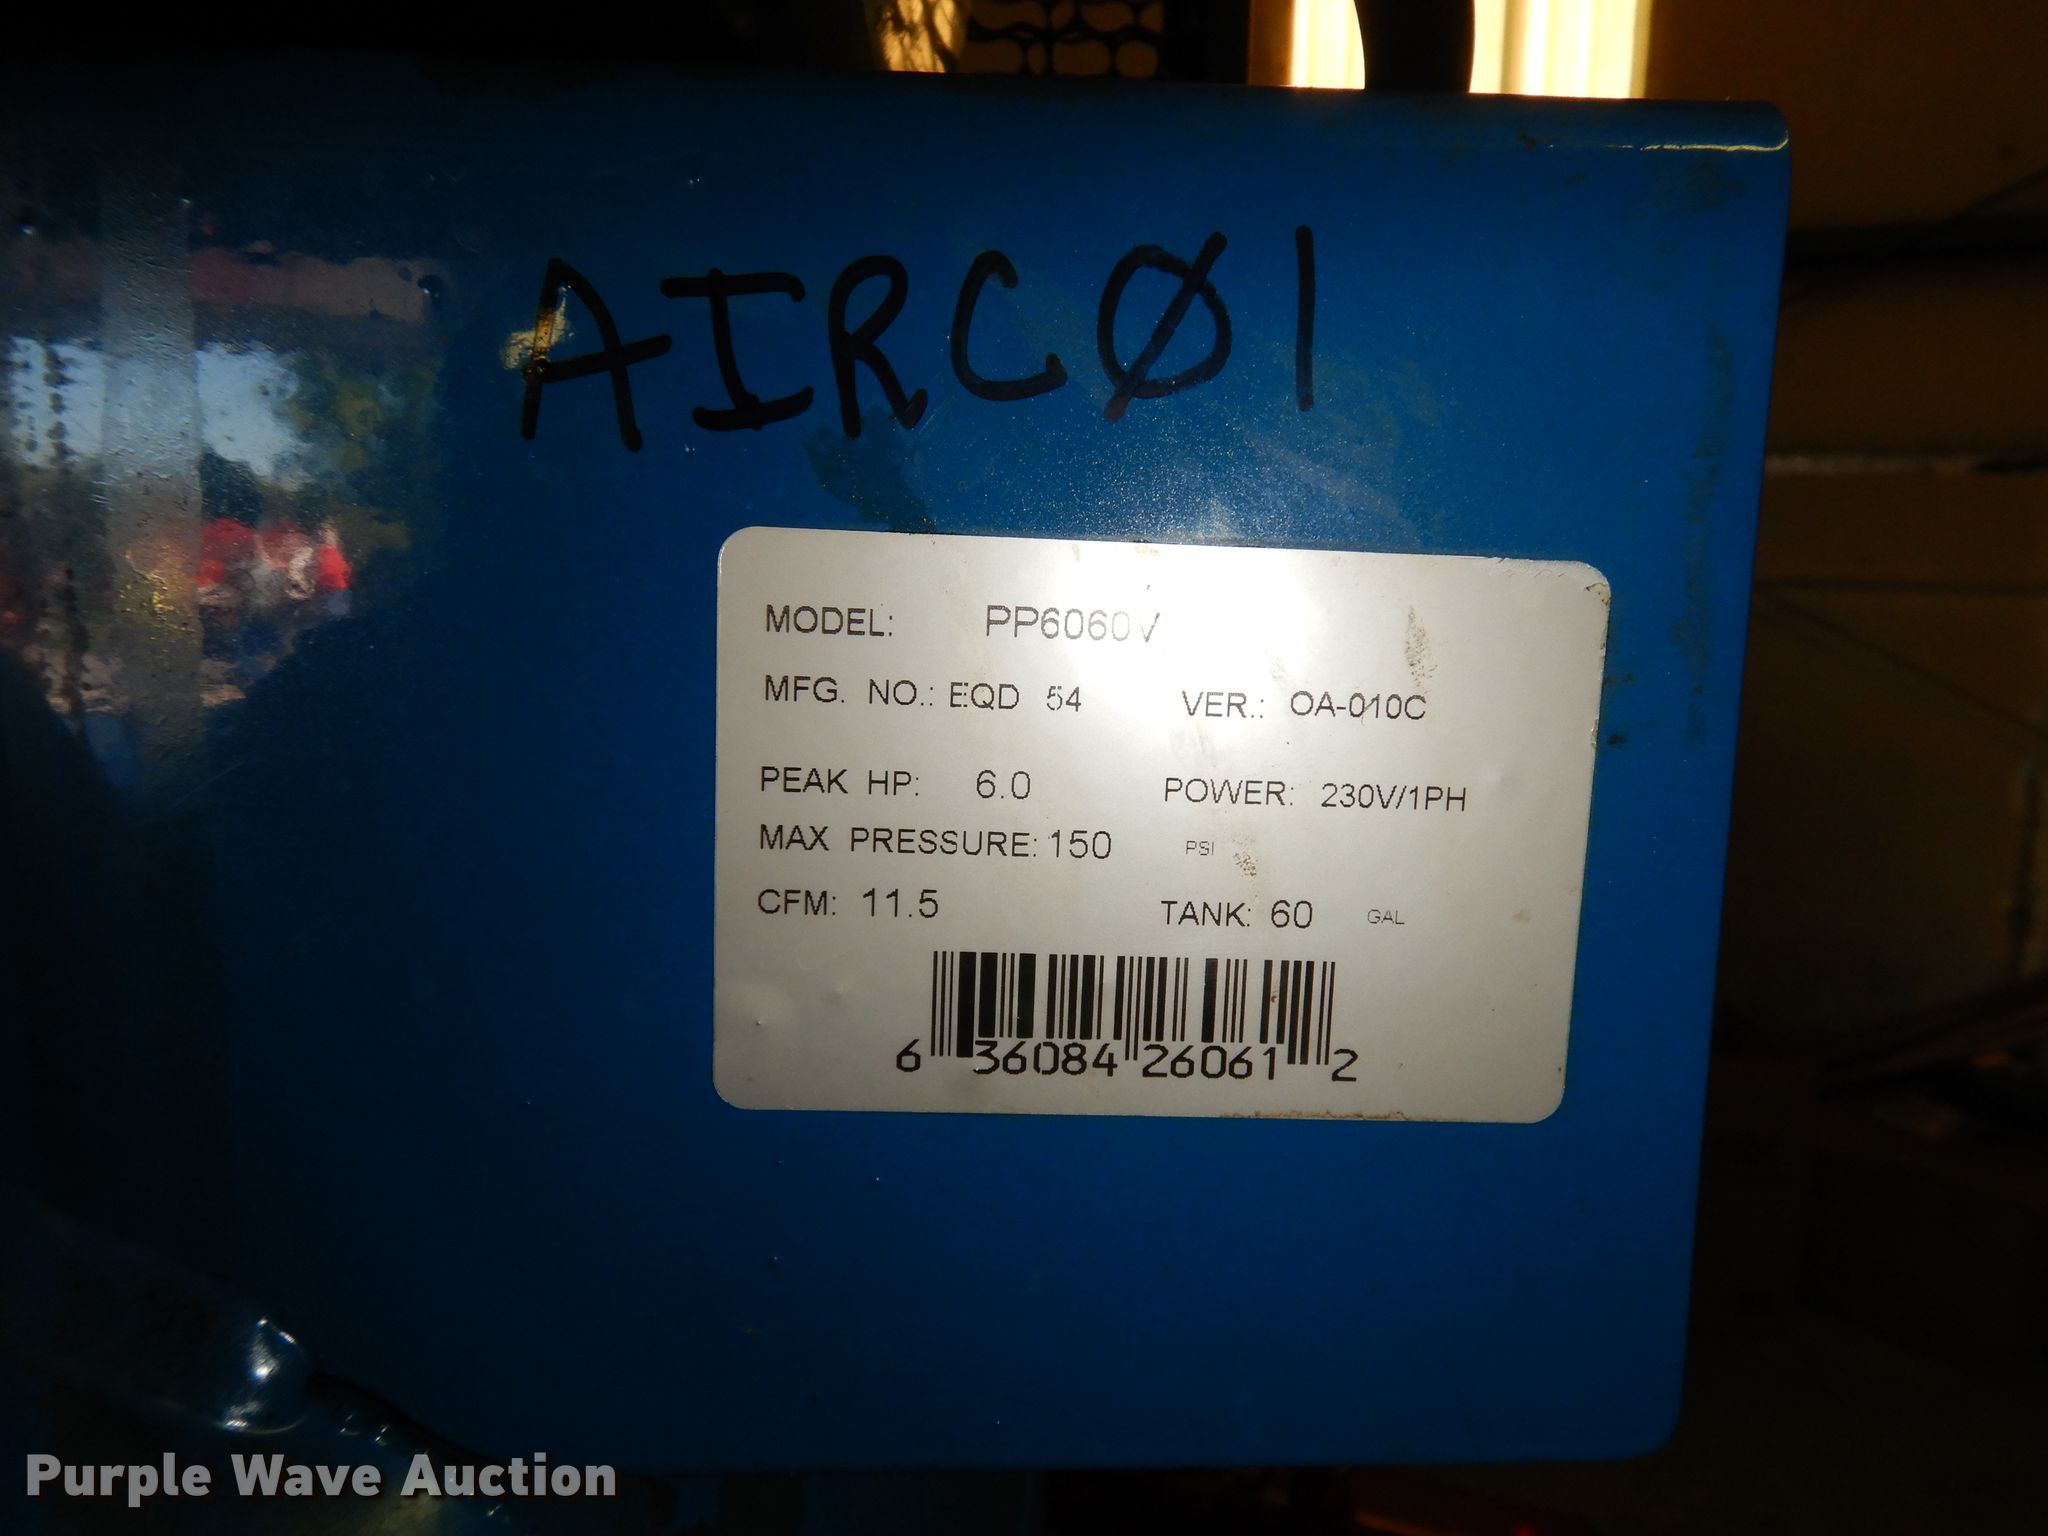 AIRCØ1
MODEL: PP6060V
MFG. NO.: EQD 54 VER.: OA-010C
PEAK HP: 6.0 POWER: 230V/1PH
MAX PRESSURE: 150 PSI
CFM: 11.5 TANK: 60 GAL
6 36084 26061 2
Purple Wave Auction